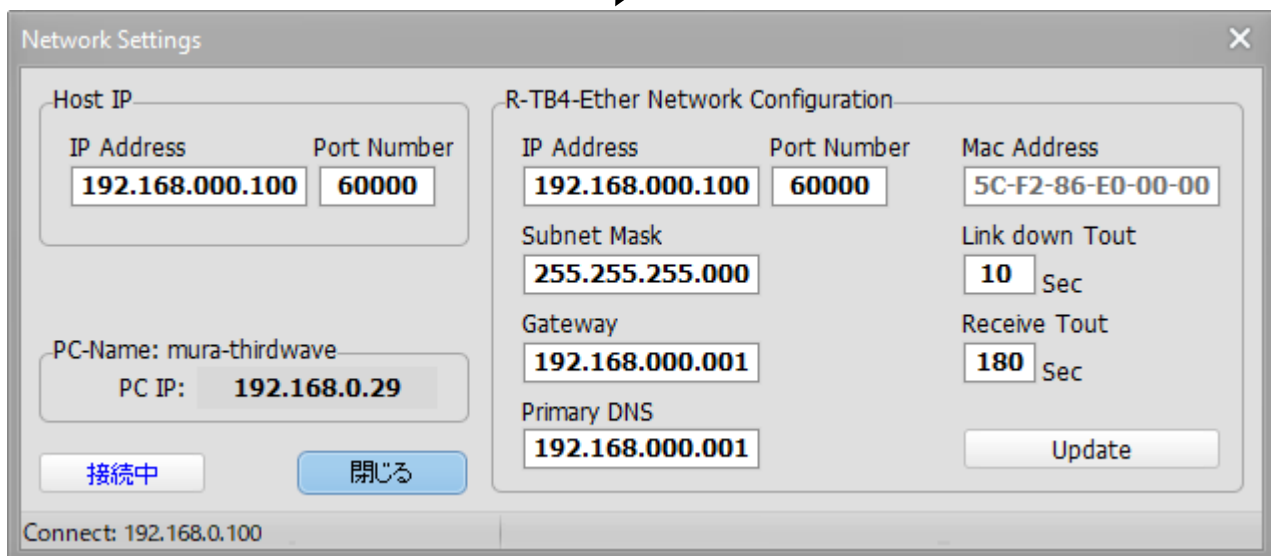 Network Settings
Host IP
IP Address Port Number
192.168.000.100 60000
PC-Name: mura-thirdwave
PC IP: 192.168.0.29
接続中 閉じる
R-TB4-Ether Network Configuration
IP Address Port Number Mac Address
192.168.000.100 60000 5C-F2-86-E0-00-00
Subnet Mask Link down Tout
255.255.255.000 10 Sec
Gateway Receive Tout
192.168.000.001 180 Sec
Primary DNS
192.168.000.001 Update
Connect: 192.168.0.100